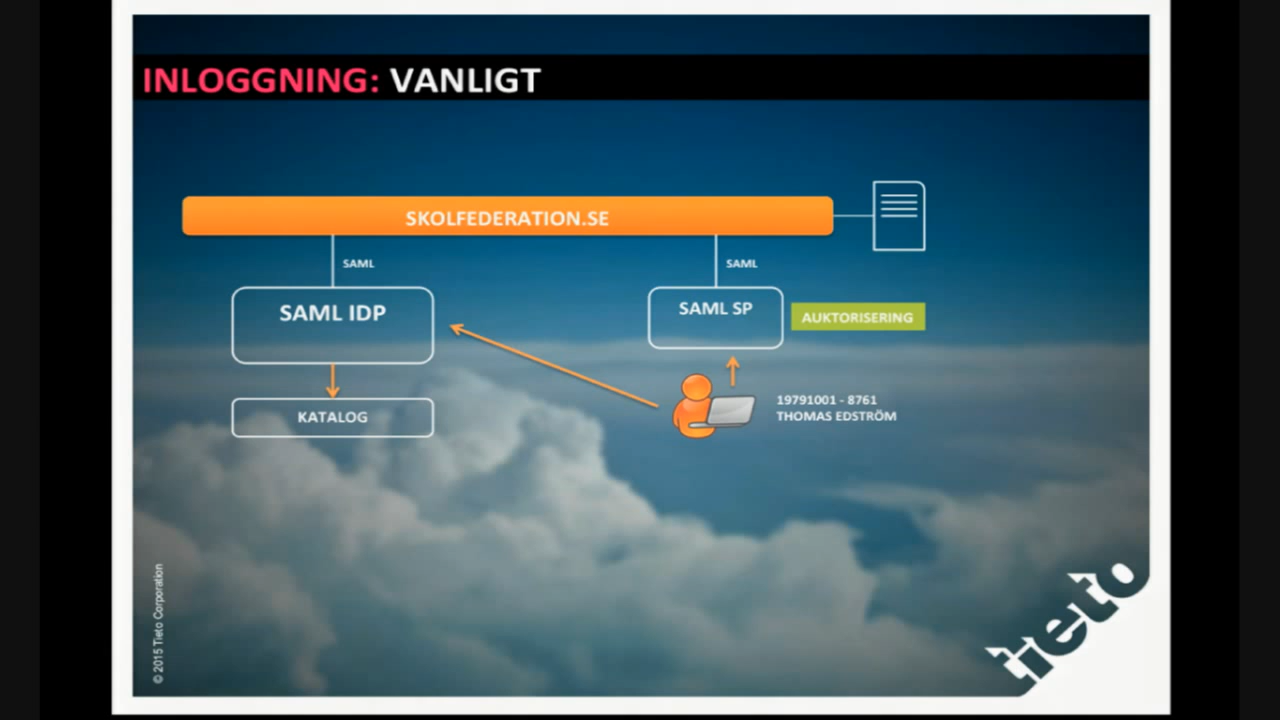 INLOGGNING: VANLIGT
SKOLFEDERATION.SE
SAML
SAML
SAML IDP
SAML SP
AUKTORISERING
19791001 - 8761
THOMAS EDSTRÖM
KATALOG
© 2015 Tieto Corporation
tieto